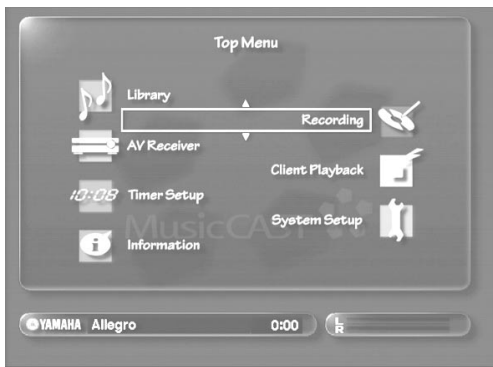 Top Menu
Library
Recording
AV Receiver
Client Playback
10:08 Timer Setup
System Setup
MusicCAST
i Information
YAMAHA Allegro 0:00 L
R